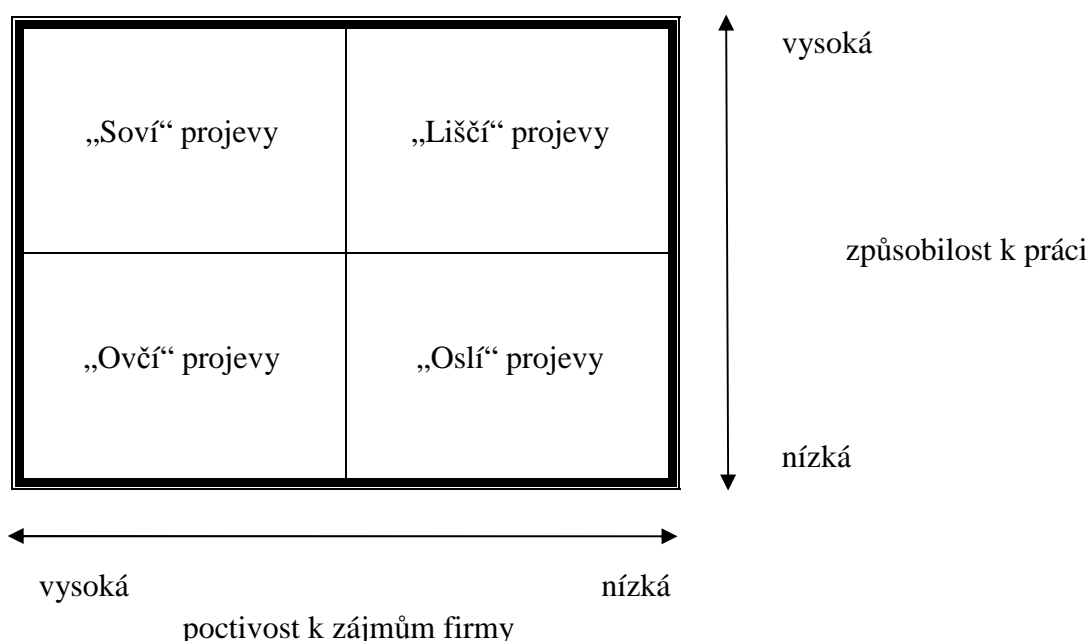 vysoká
„Soví“ projevy
„Liščí“ projevy
způsobilost k práci
„Ovčí“ projevy
„Oslí“ projevy
nízká
vysoká
nízká
poctivost k zájmům firmy